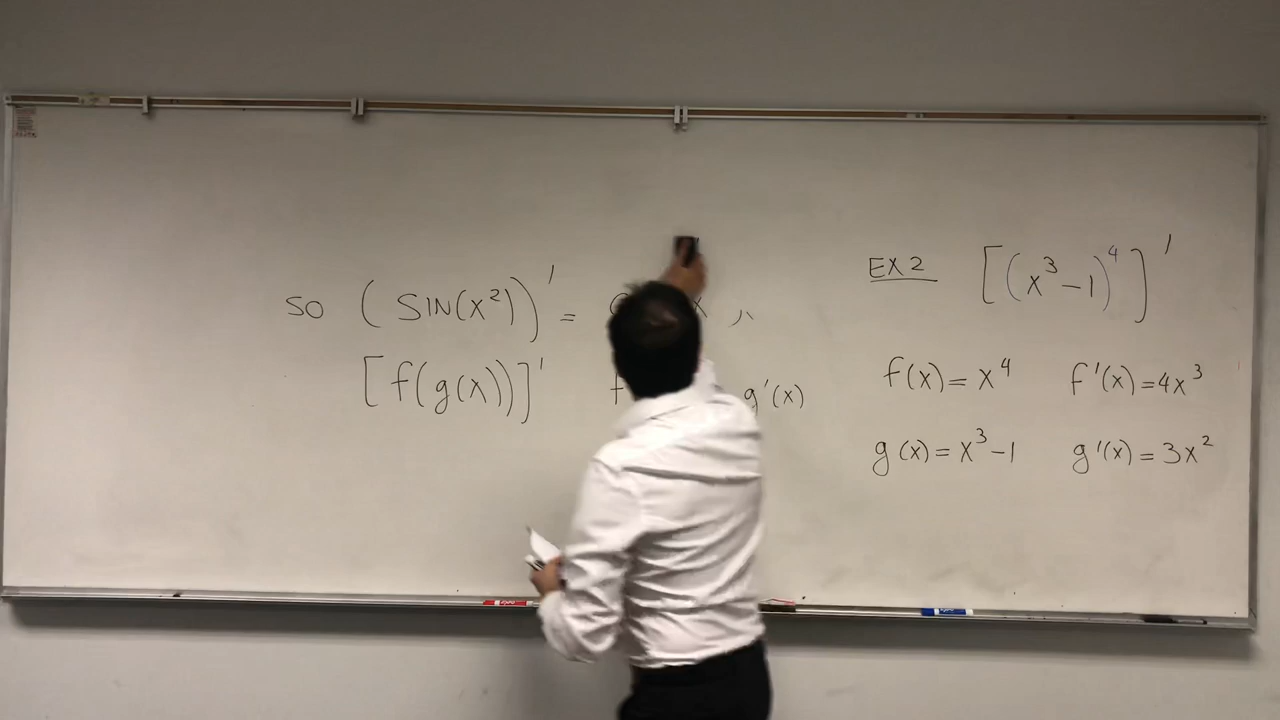 SO (SIN(x²))' =
[f(g(x))]' g'(x)
EX 2 [(x³-1)⁴]'
f(x)=x⁴ f'(x)=4x³
g(x)=x³-1 g'(x)=3x²